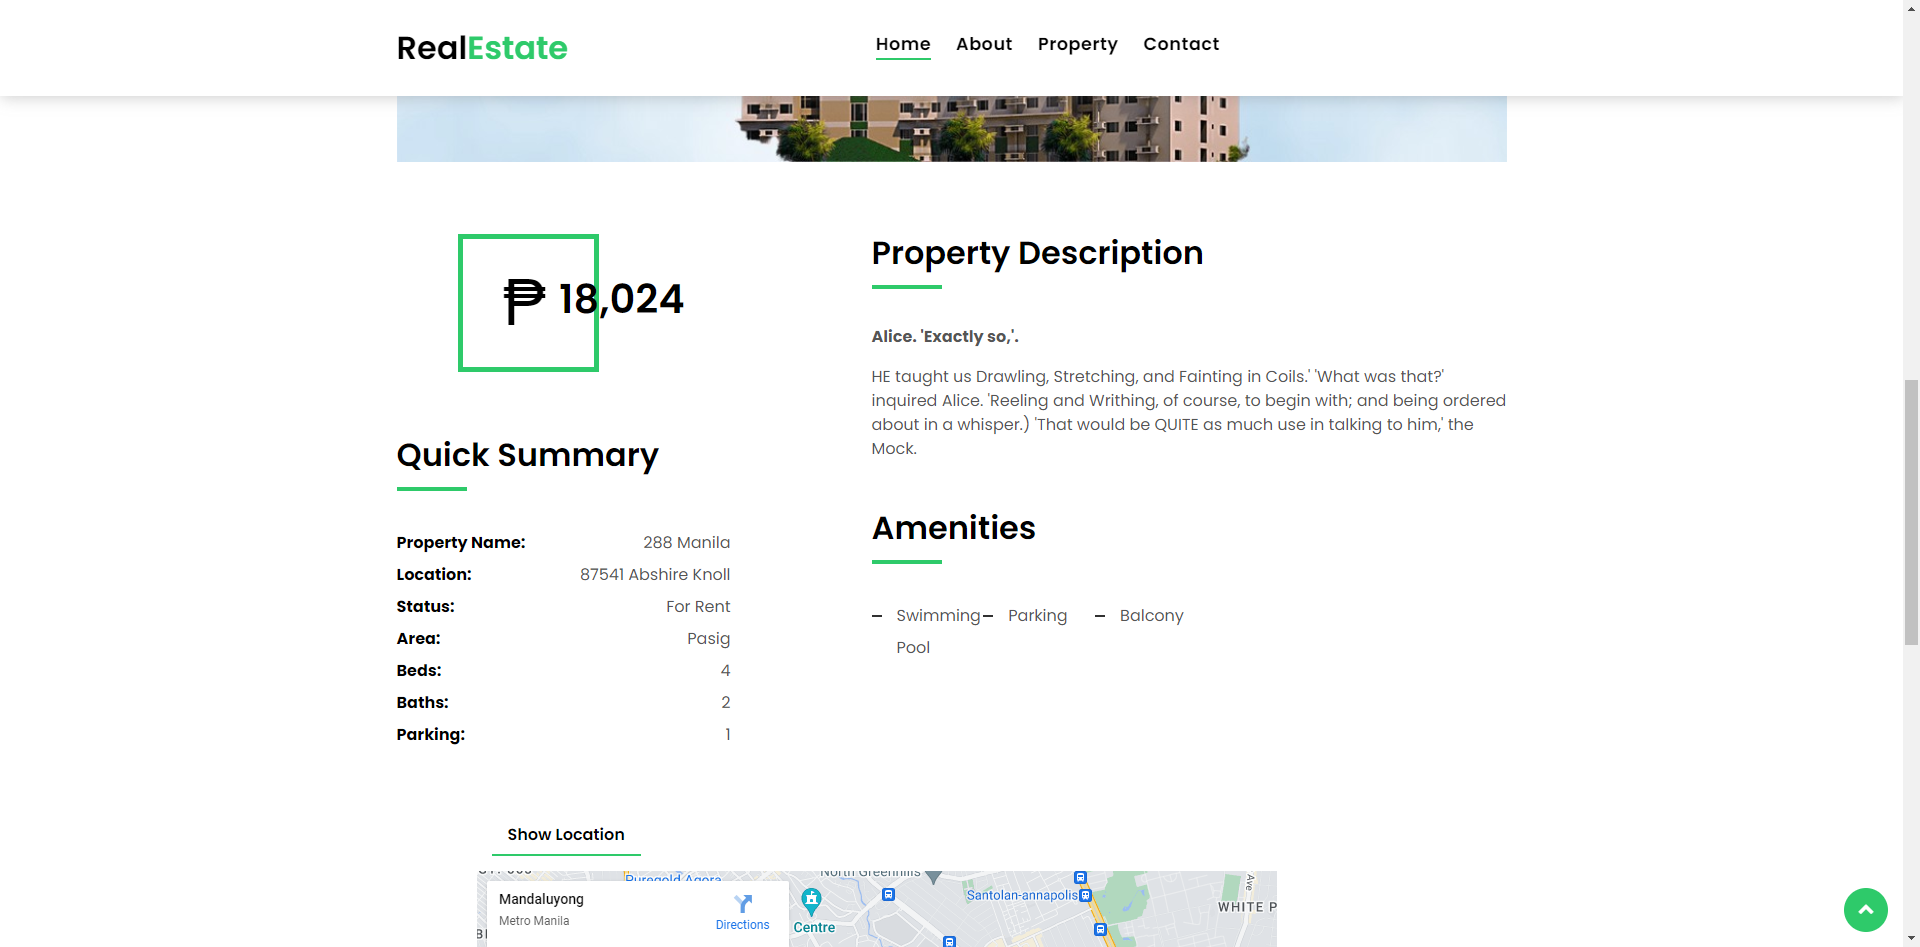 RealEstate
Home About Property Contact
₱ 18,024
Property Description
Alice. 'Exactly so,'.
HE taught us Drawling, Stretching, and Fainting in Coils.' 'What was that?'
inquired Alice. 'Reeling and Writhing, of course, to begin with; and being ordered
about in a whisper.) 'That would be QUITE as much use in talking to him,' the
Mock.
Quick Summary
Property Name: 288 Manila
Location: 87541 Abshire Knoll
Status: For Rent
Area: Pasig
Beds: 4
Baths: 2
Parking: 1
Amenities
Swimming Pool
Parking
Balcony
Show Location
Puregold Agora
North Greenhills
Mandaluyong
Metro Manila
Directions
Centre
Santolan-annapolis
Ave
WHITE P